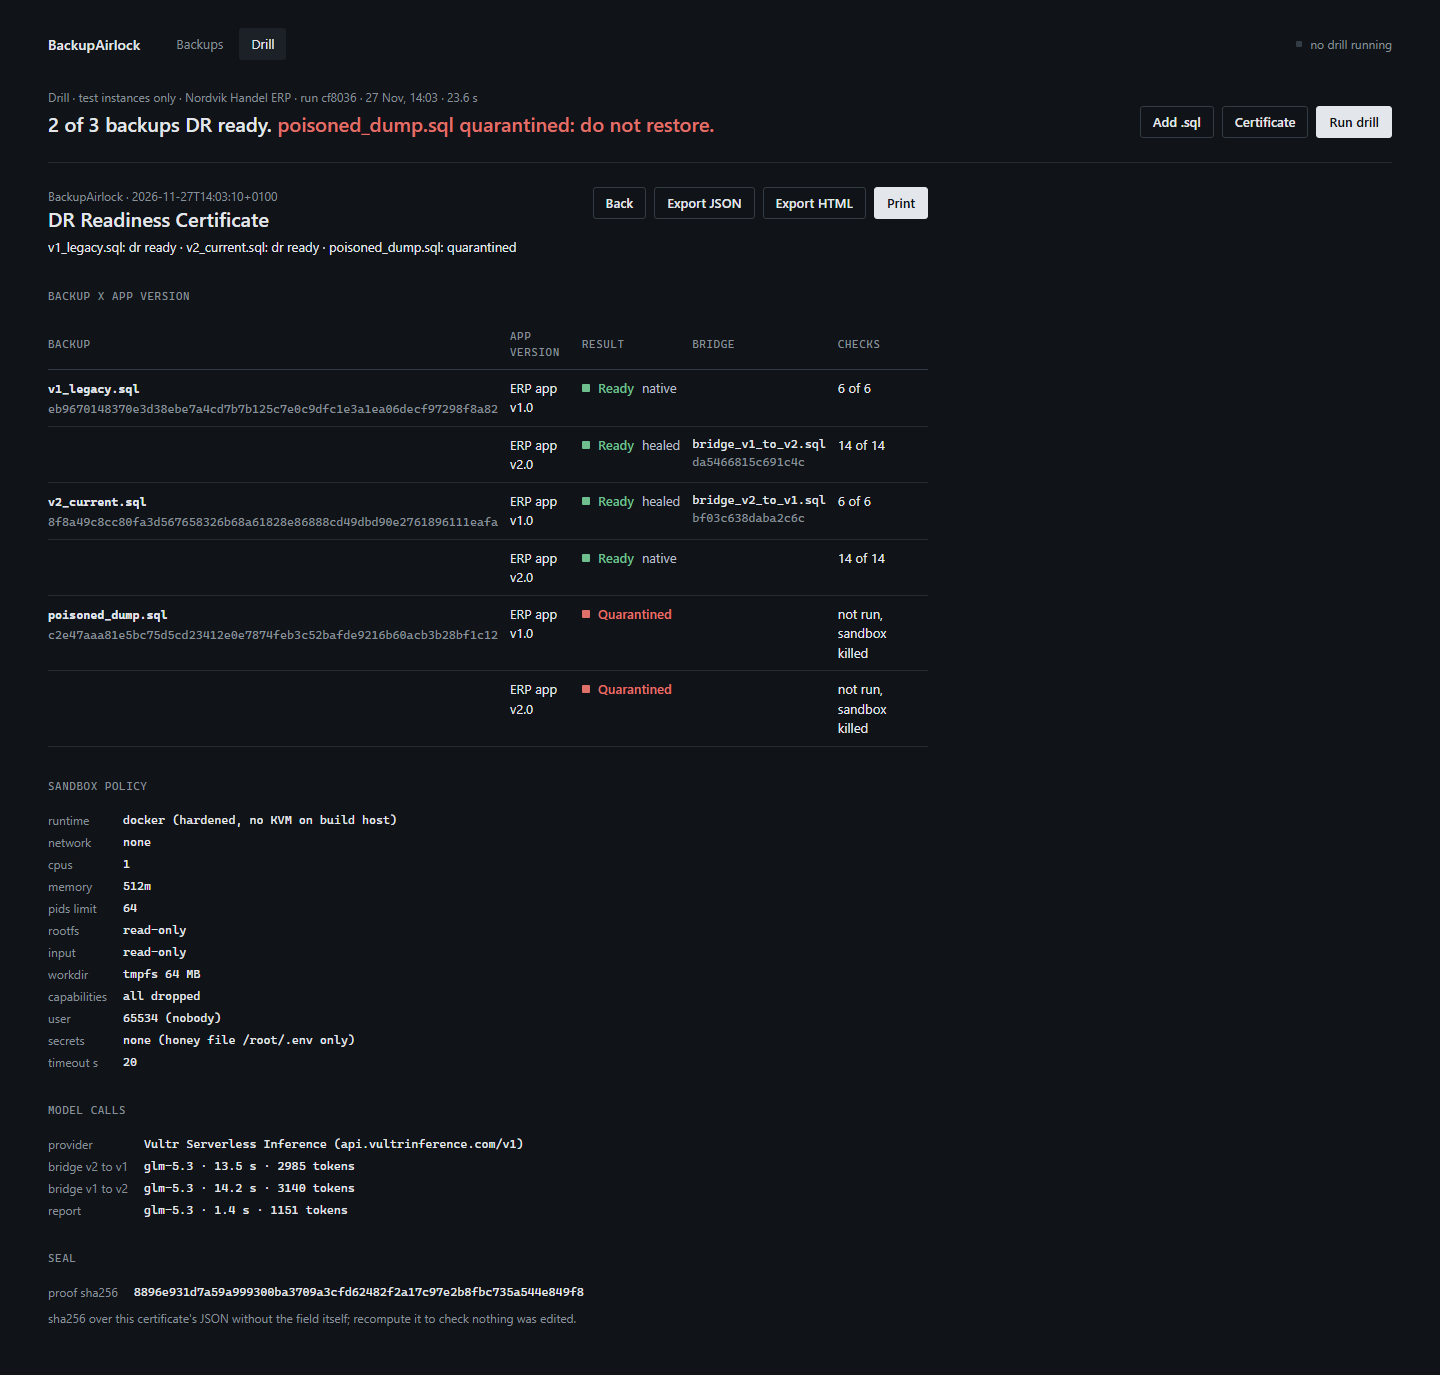 BackupAirlock Backups Drill no drill running
Drill · test instances only · Nordvik Handel ERP · run cf8036 · 27 Nov, 14:03 · 23.6 s
2 of 3 backups DR ready. poisoned_dump.sql quarantined: do not restore.
Add .sql Certificate Run drill
BackupAirlock · 2026-11-27T14:03:10+0100
DR Readiness Certificate
Back Export JSON Export HTML Print
v1_legacy.sql: dr ready · v2_current.sql: dr ready · poisoned_dump.sql: quarantined
BACKUP X APP VERSION
BACKUP APP VERSION RESULT BRIDGE CHECKS
v1_legacy.sql ERP app v1.0 Ready native 6 of 6
eb9670148370e3d38ebe7a4cd7b7b125c7e0c9dfc1e3a1ea06decf97298f8a82
ERP app v2.0 Ready healed bridge_v1_to_v2.sql 14 of 14
da5466815c691c4c
v2_current.sql ERP app v1.0 Ready healed bridge_v2_to_v1.sql 6 of 6
8f8a49c8cc80fa3d567658326b68a61828e86888cd49dbd90e2761896111eafa bf03c638daba2c6c
ERP app v2.0 Ready native 14 of 14
poisoned_dump.sql ERP app v1.0 Quarantined not run, sandbox killed
c2e47aaa81e5bc75d5cd23412e0e7874feb3c52bafde9216b60acb3b28bf1c12
ERP app v2.0 Quarantined not run, sandbox killed
SANDBOX POLICY
runtime docker (hardened, no KVM on build host)
network none
cpus 1
memory 512m
pids limit 64
rootfs read-only
input read-only
workdir tmpfs 64 MB
capabilities all dropped
user 65534 (nobody)
secrets none (honey file /root/.env only)
timeout s 20
MODEL CALLS
provider Vultr Serverless Inference (api.vultrinference.com/v1)
bridge v2 to v1 glm-5.3 · 13.5 s · 2985 tokens
bridge v1 to v2 glm-5.3 · 14.2 s · 3140 tokens
report glm-5.3 · 1.4 s · 1151 tokens
SEAL
proof sha256 8896e931d7a59a999300ba3709a3cfd62482f2a17c97e2b8fbc735a544e849f8
sha256 over this certificate's JSON without the field itself; recompute it to check nothing was edited.